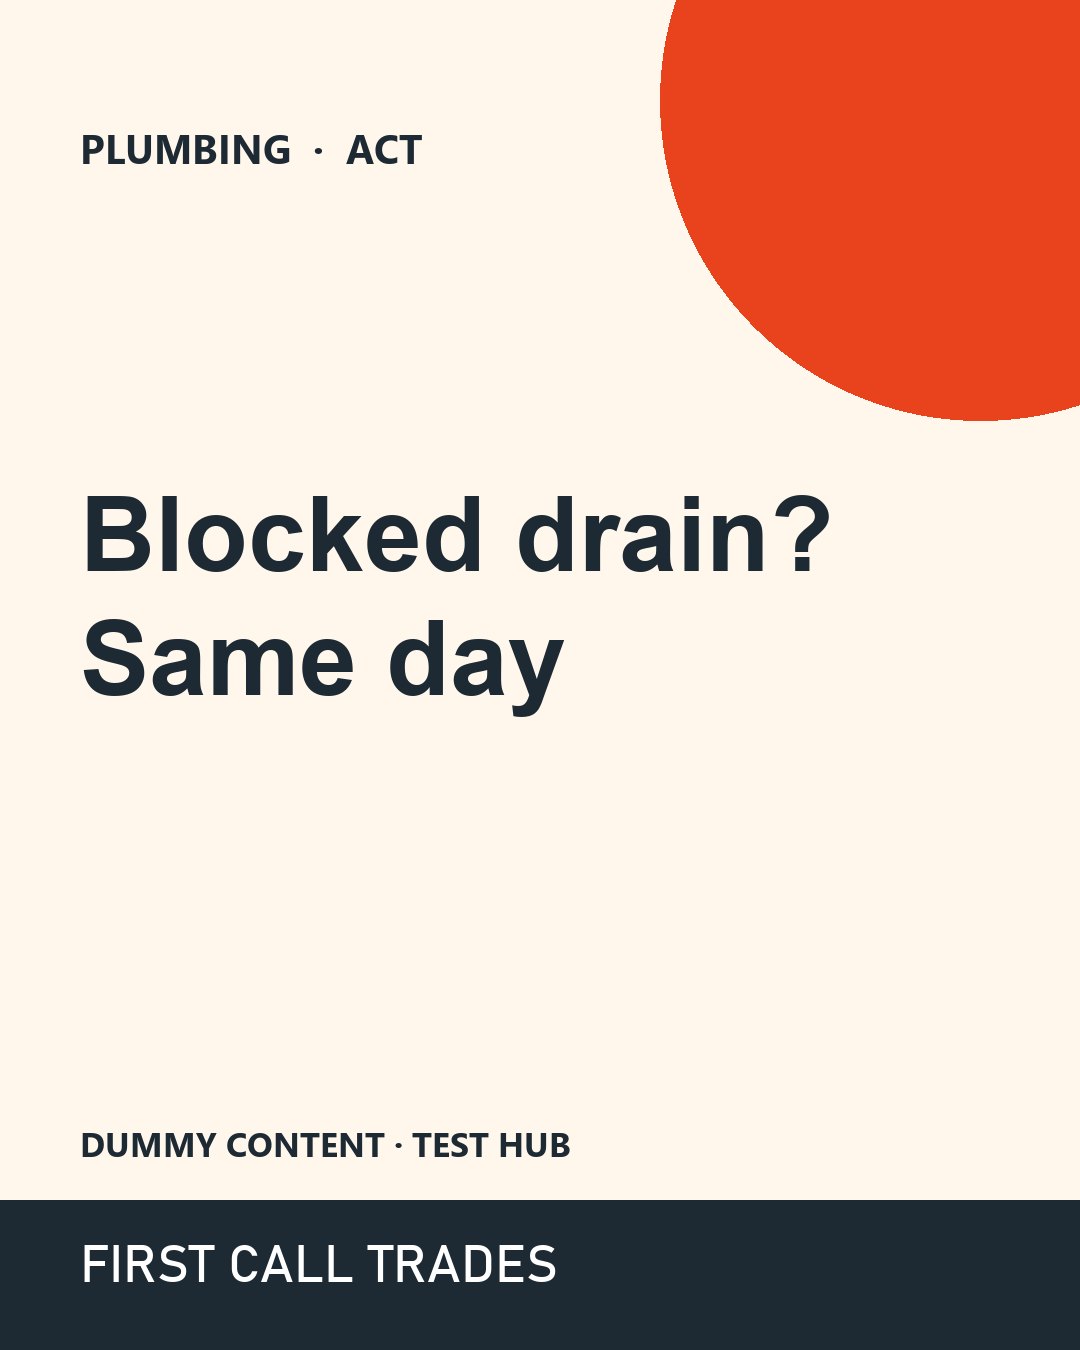 PLUMBING · ACT
Blocked drain?
Same day
DUMMY CONTENT · TEST HUB
FIRST CALL TRADES